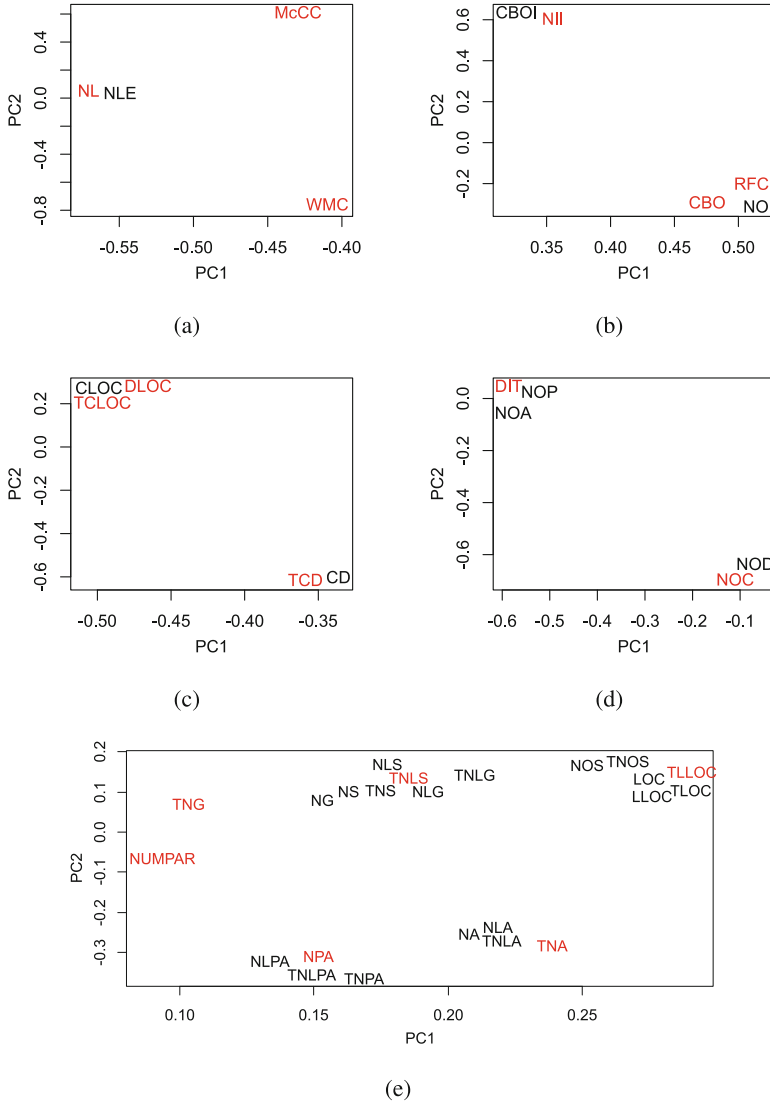 McCC
NL NLE
WMC
PC2
0.4
0.0
-0.4
-0.8
-0.55 -0.50 -0.45 -0.40
PC1
(a)
CBOI NII
RFC
CBO NO
PC2
0.6
0.4
0.2
0.0
-0.2
0.35 0.40 0.45 0.50
PC1
(b)
CLOC DLOC
TCLOC
TCD CD
PC2
0.2
0.0
-0.2
-0.4
-0.6
-0.50 -0.45 -0.40 -0.35
PC1
(c)
DIT NOP
NOA
NOD
NOC
PC2
0.0
-0.2
-0.4
-0.6
-0.6 -0.5 -0.4 -0.3 -0.2 -0.1
PC1
(d)
NLS NOS TNOS
TNLS TNLG LOC TLLOC
NG NS TNS NLG LLOC TLOC
TNG
NUMPAR
NLA
NA TNLA TNA
NLPA NPA
TNLPA TNPA
PC2
0.2
0.1
0.0
-0.1
-0.2
-0.3
0.10 0.15 0.20 0.25
PC1
(e)